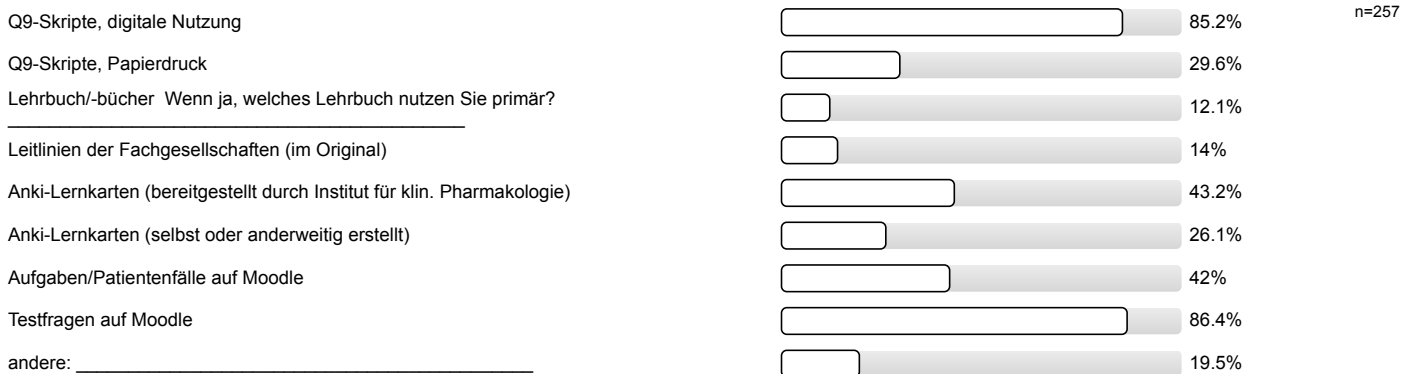 Q9-Skripte, digitale Nutzung 85.2% n=257
Q9-Skripte, Papierdruck 29.6%
Lehrbuch/-bücher  Wenn ja, welches Lehrbuch nutzen Sie primär?
____________________________________________ 12.1%
Leitlinien der Fachgesellschaften (im Original) 14%
Anki-Lernkarten (bereitgestellt durch Institut für klin. Pharmakologie) 43.2%
Anki-Lernkarten (selbst oder anderweitig erstellt) 26.1%
Aufgaben/Patientenfälle auf Moodle 42%
Testfragen auf Moodle 86.4%
andere: ____________________________________________ 19.5%